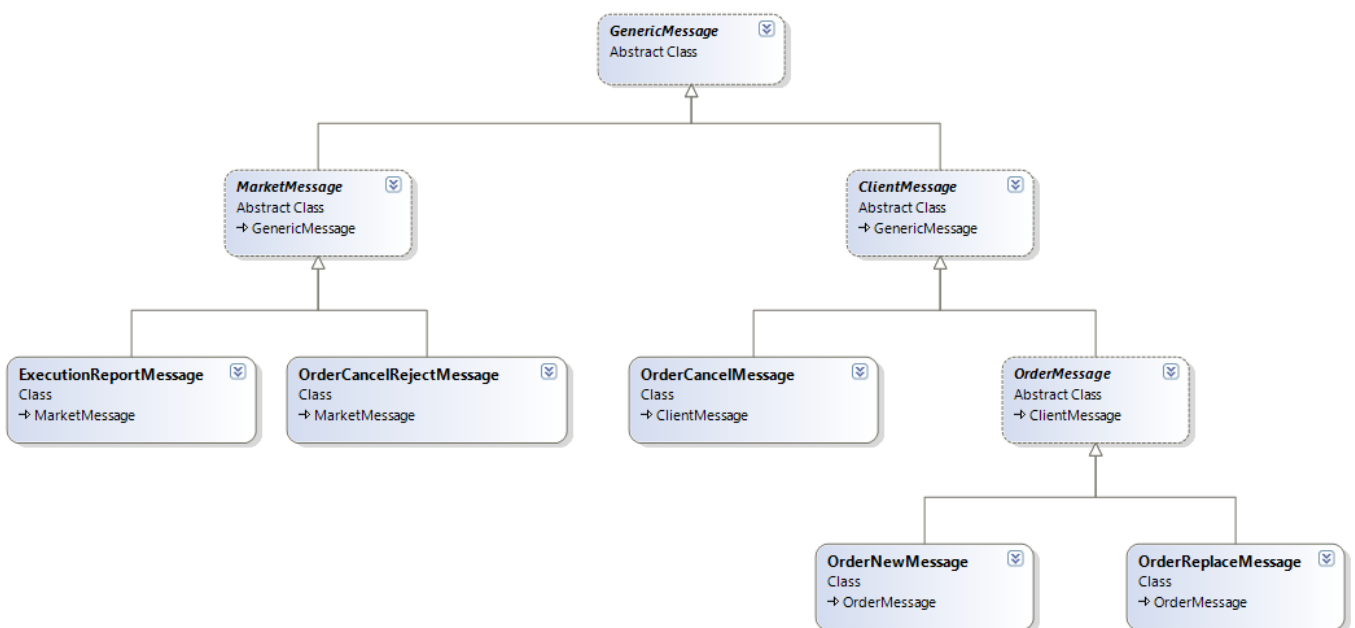 GenericMessage
Abstract Class
MarketMessage
Abstract Class
GenericMessage
ClientMessage
Abstract Class
GenericMessage
ExecutionReportMessage
Class
MarketMessage
OrderCancelRejectMessage
Class
MarketMessage
OrderCancelMessage
Class
ClientMessage
OrderMessage
Abstract Class
ClientMessage
OrderNewMessage
Class
OrderMessage
OrderReplaceMessage
Class
OrderMessage